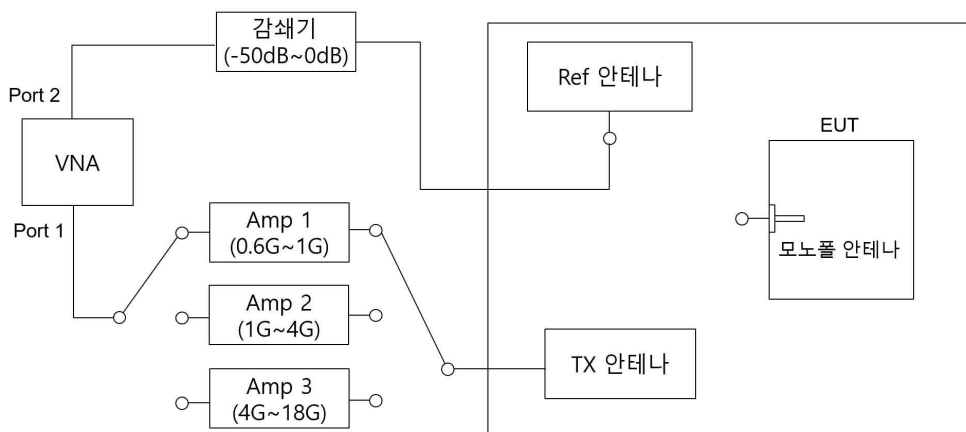 감쇄기
(-50dB~0dB)
Port 2
VNA
Port 1
Amp 1
(0.6G~1G)
Amp 2
(1G~4G)
Amp 3
(4G~18G)
Ref 안테나
EUT
모노폴 안테나
TX 안테나